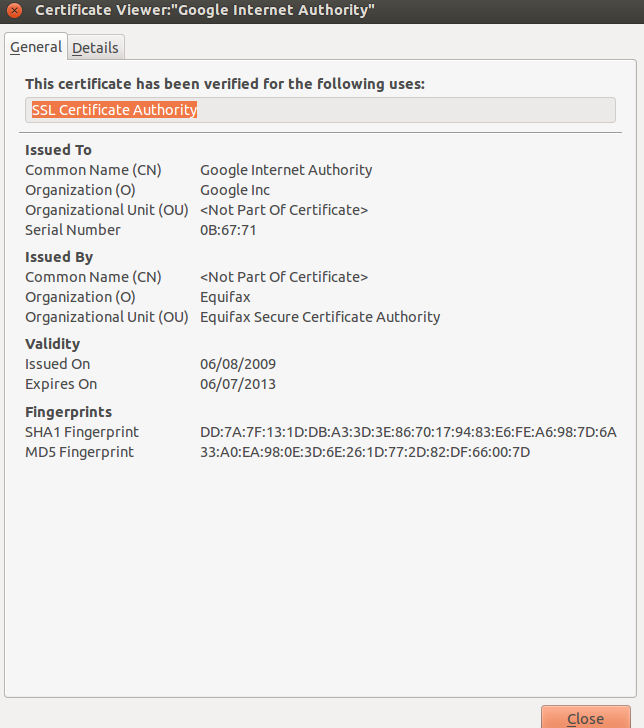 Certificate Viewer:"Google Internet Authority"
General Details
This certificate has been verified for the following uses:
SSL Certificate Authority
Issued To
Common Name (CN) Google Internet Authority
Organization (O) Google Inc
Organizational Unit (OU) <Not Part Of Certificate>
Serial Number 0B:67:71
Issued By
Common Name (CN) <Not Part Of Certificate>
Organization (O) Equifax
Organizational Unit (OU) Equifax Secure Certificate Authority
Validity
Issued On 06/08/2009
Expires On 06/07/2013
Fingerprints
SHA1 Fingerprint DD:7A:7F:13:1D:DB:A3:3D:3E:86:70:17:94:83:E6:FE:A6:98:7D:6A
MD5 Fingerprint 33:A0:EA:98:0E:3D:6E:26:1D:77:2D:82:DF:66:00:7D
Close